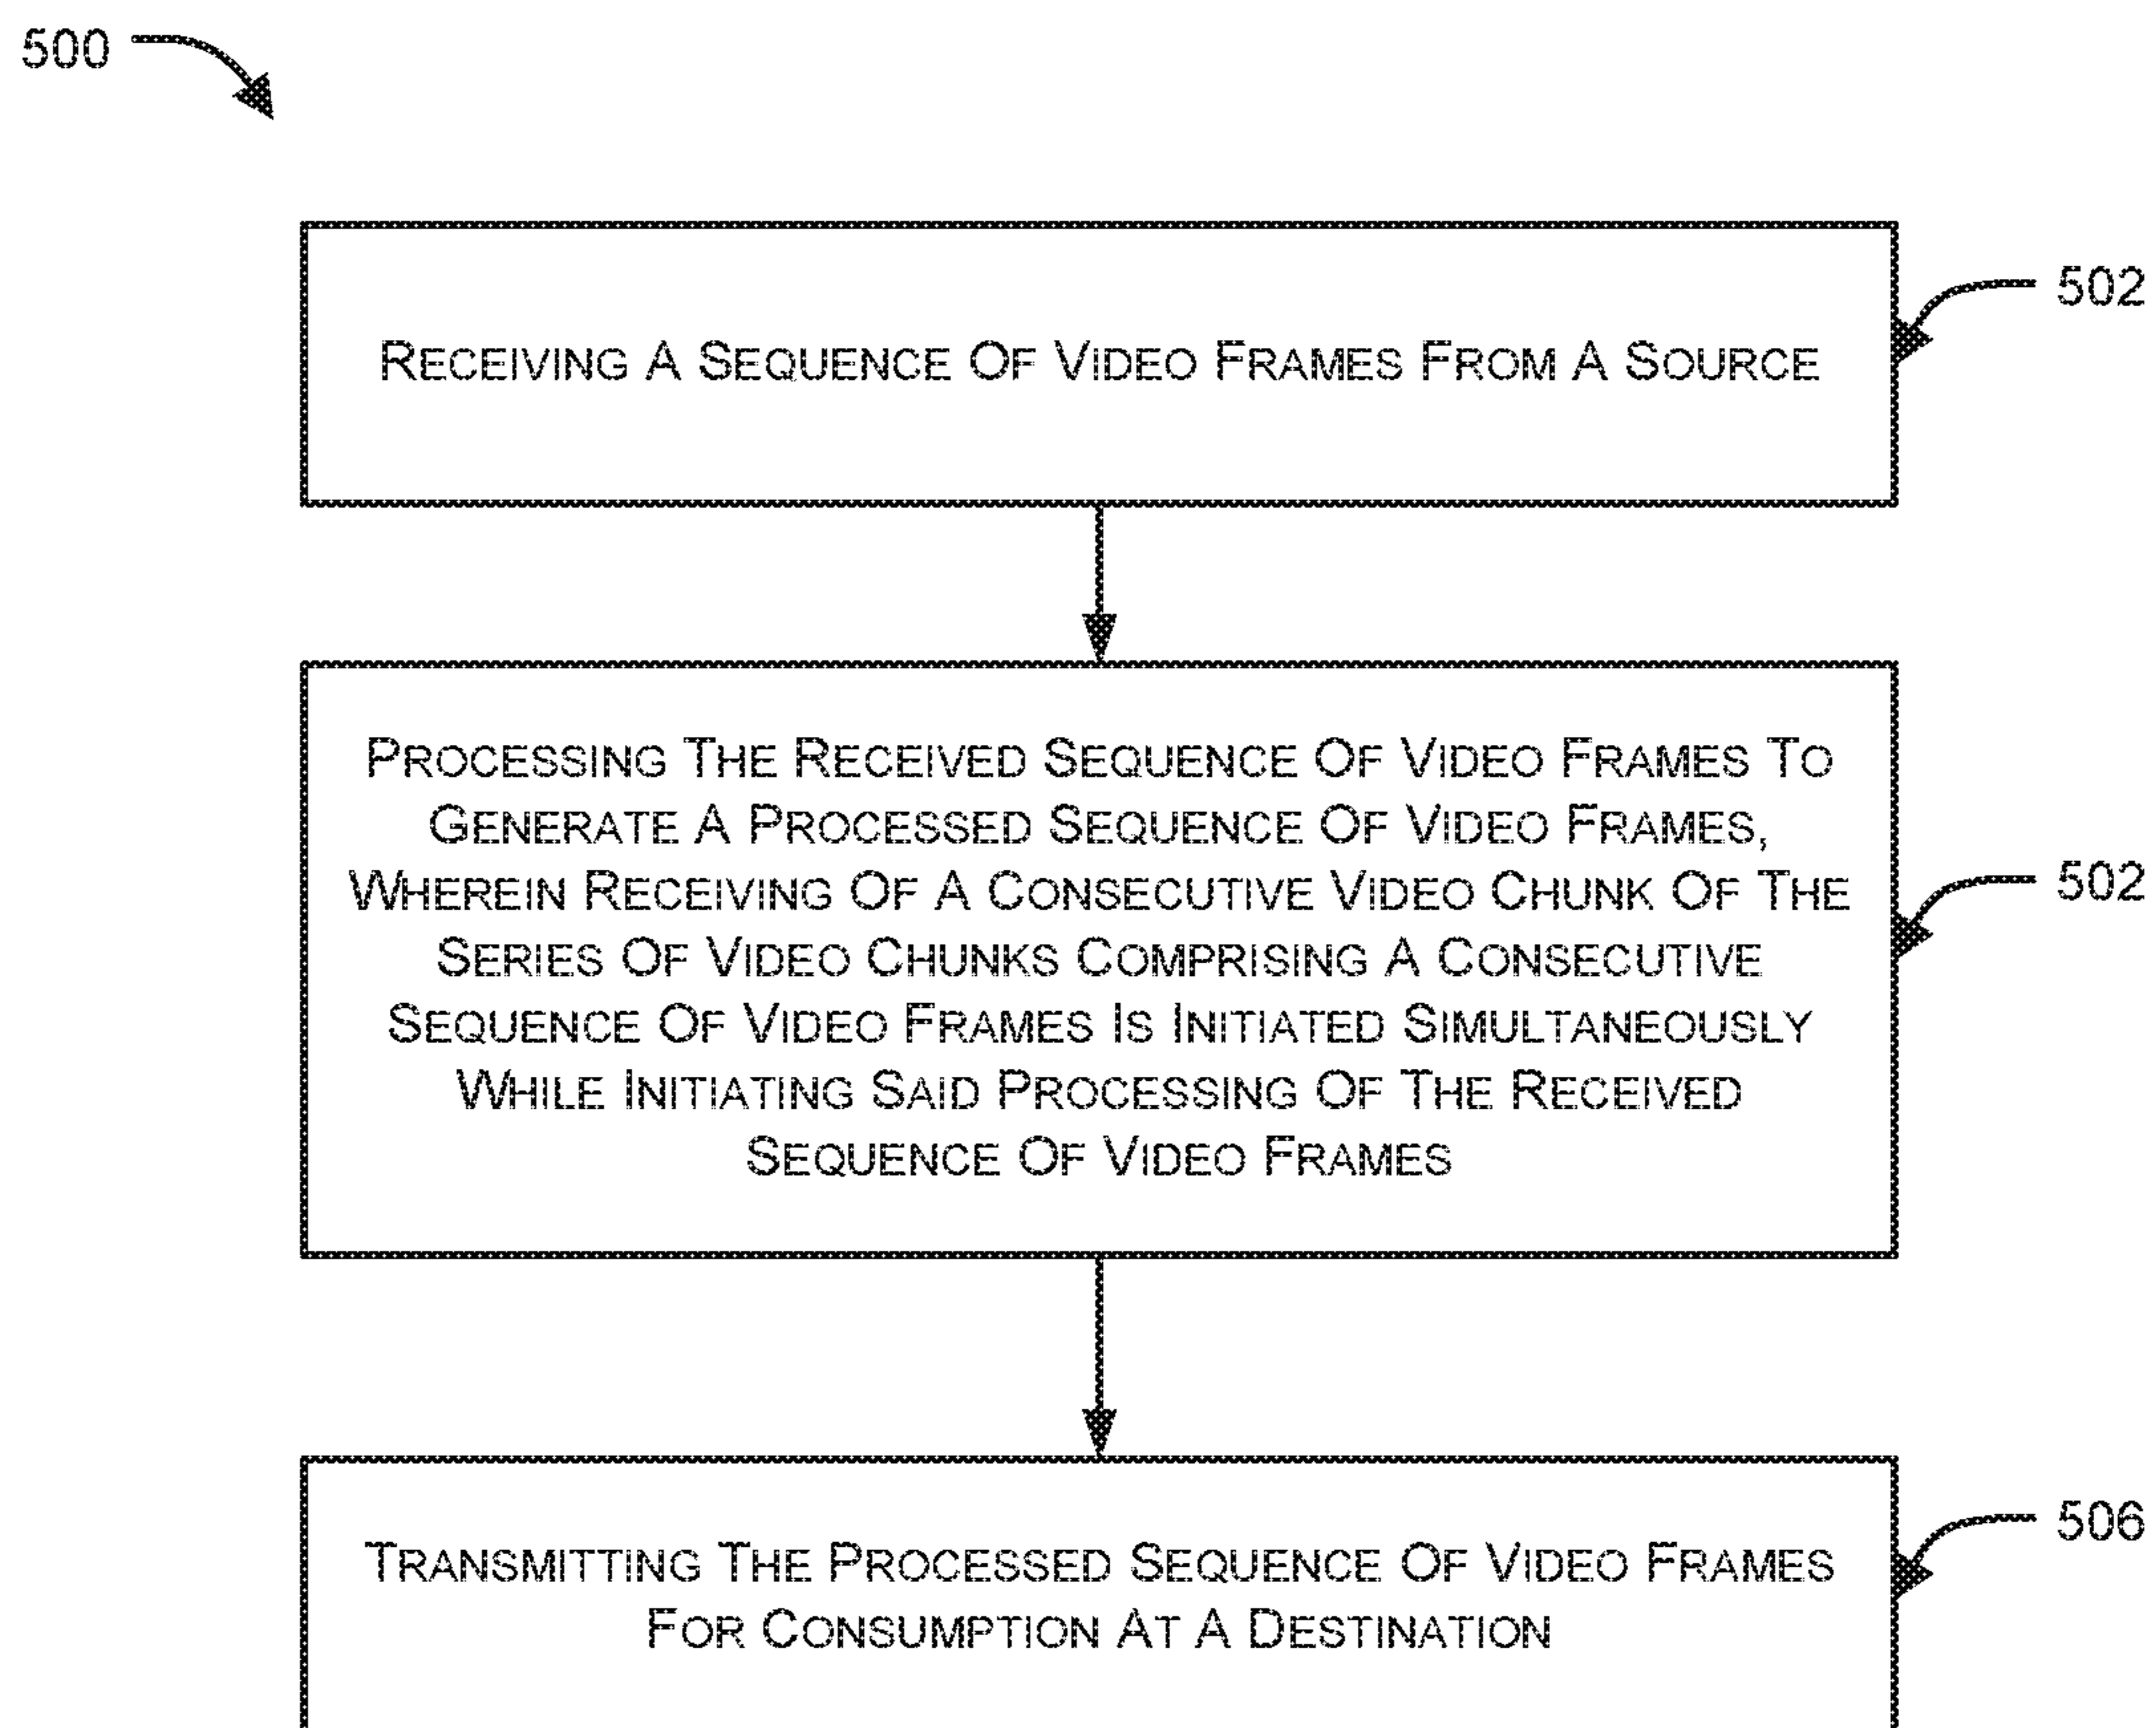 500
RECEIVING A SEQUENCE OF VIDEO FRAMES FROM A SOURCE
502
PROCESSING THE RECEIVED SEQUENCE OF VIDEO FRAMES TO
GENERATE A PROCESSED SEQUENCE OF VIDEO FRAMES,
WHEREIN RECEIVING OF A CONSECUTIVE VIDEO CHUNK OF THE
SERIES OF VIDEO CHUNKS COMPRISING A CONSECUTIVE
SEQUENCE OF VIDEO FRAMES IS INITIATED SIMULTANEOUSLY
WHILE INITIATING SAID PROCESSING OF THE RECEIVED
SEQUENCE OF VIDEO FRAMES
502
TRANSMITTING THE PROCESSED SEQUENCE OF VIDEO FRAMES
FOR CONSUMPTION AT A DESTINATION
506